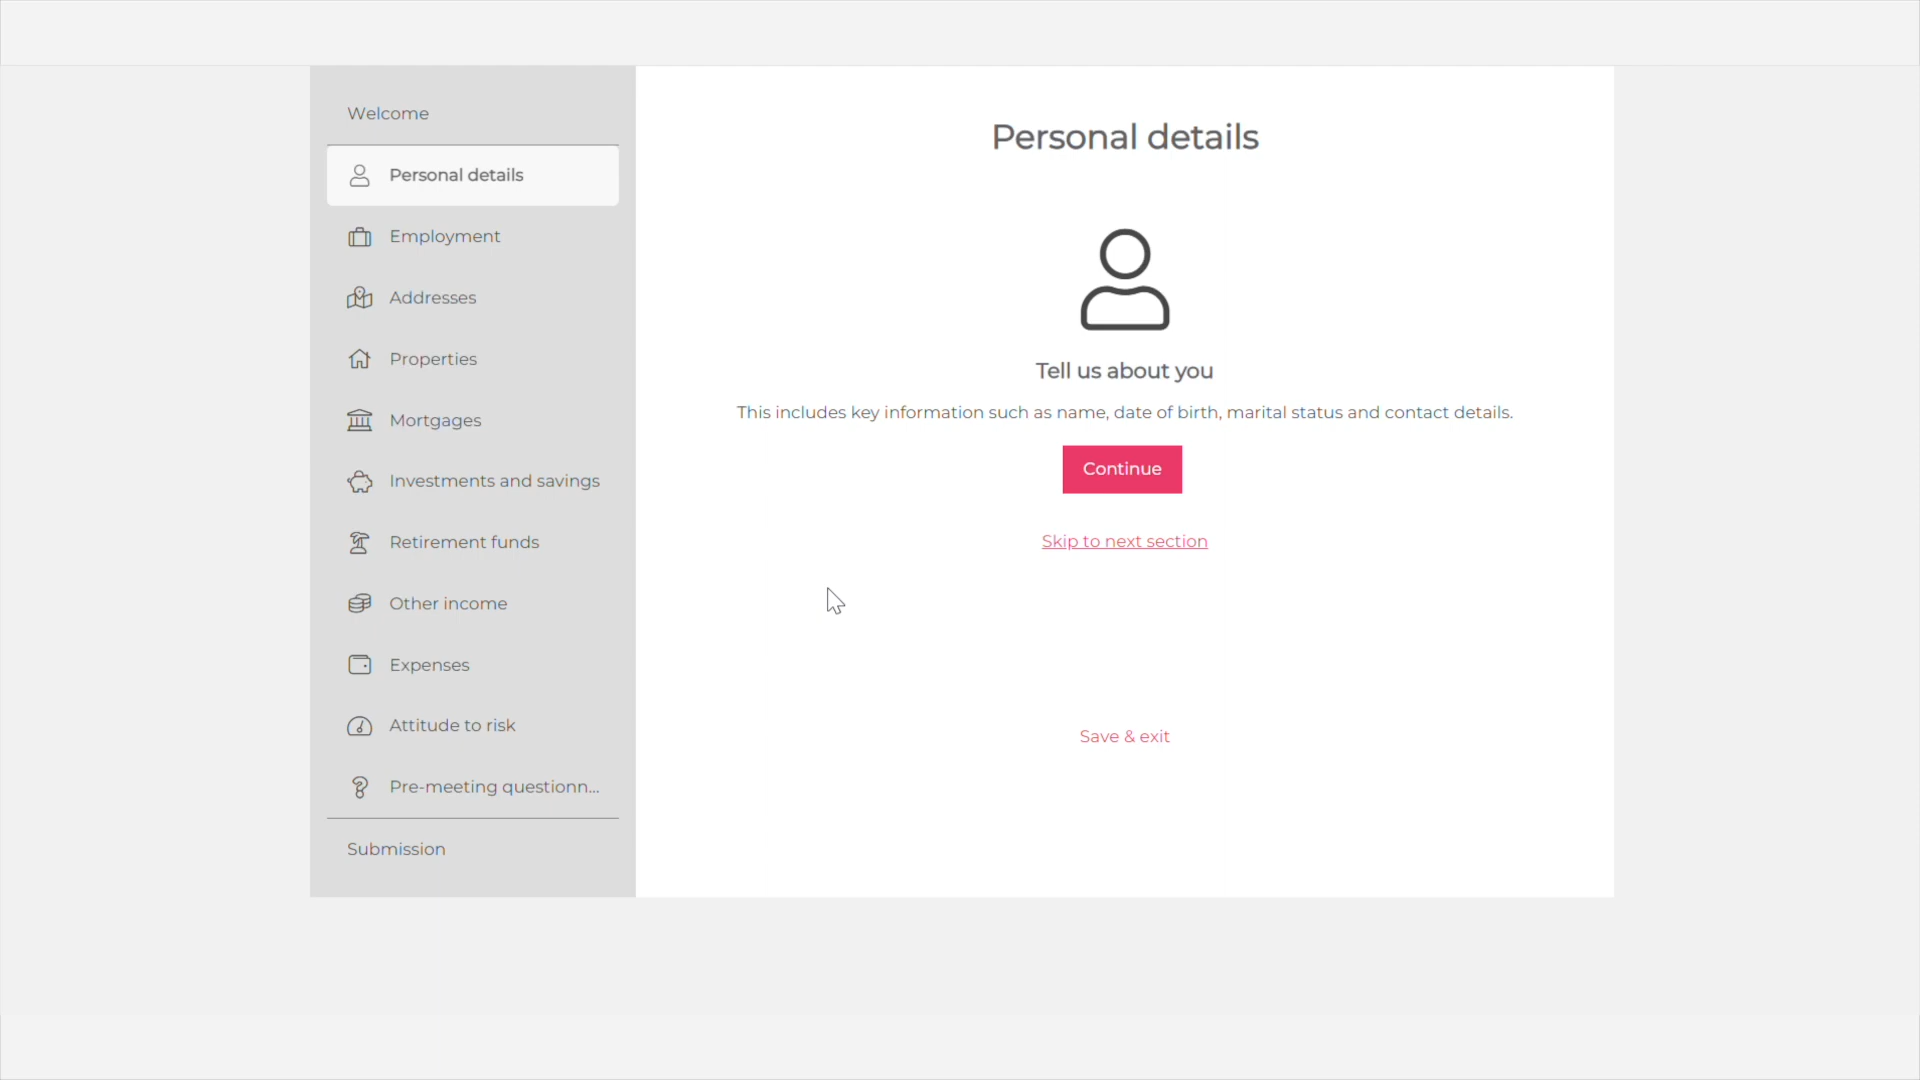 Welcome
Personal details
Employment
Addresses
Properties
Mortgages
Investments and savings
Retirement funds
Other income
Expenses
Attitude to risk
Pre-meeting questionn...
Submission
Personal details
Tell us about you
This includes key information such as name, date of birth, marital status and contact details.
Continue
Skip to next section
Save & exit